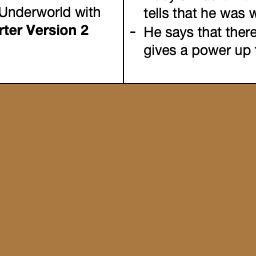 Underworld with
rter Version 2
tells that he was w
- He says that there
gives a power up